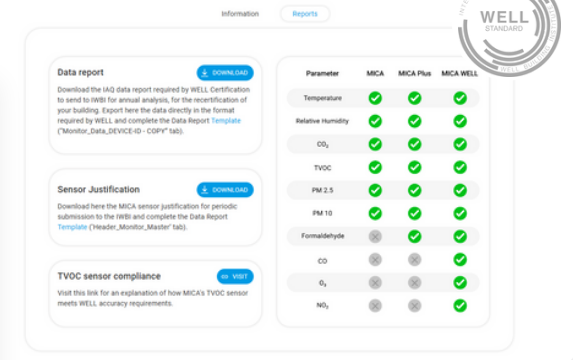 Information
Reports
WELL
STANDARD
Data report
DOWNLOAD
Download the IAQ data report required by WELL Certification
to send to IWBI for annual analysis, for the recertification of
your building. Export here the data directly in the format
required by WELL and complete the Data Report Template
("Monitor_Data_DEVICE-ID - COPY" tab).
Sensor Justification
DOWNLOAD
Download here the MICA sensor justification for periodic
submission to the IWBI and complete the Data Report
Template ('Header_Monitor_Master' tab).
TVOC sensor compliance
VISIT
Visit this link for an explanation of how MICA's TVOC sensor
meets WELL accuracy requirements.
Parameter MICA MICA Plus MICA WELL
Temperature
Relative Humidity
CO₂
TVOC
PM 2.5
PM 10
Formaldehyde
CO
O₃
NO₂